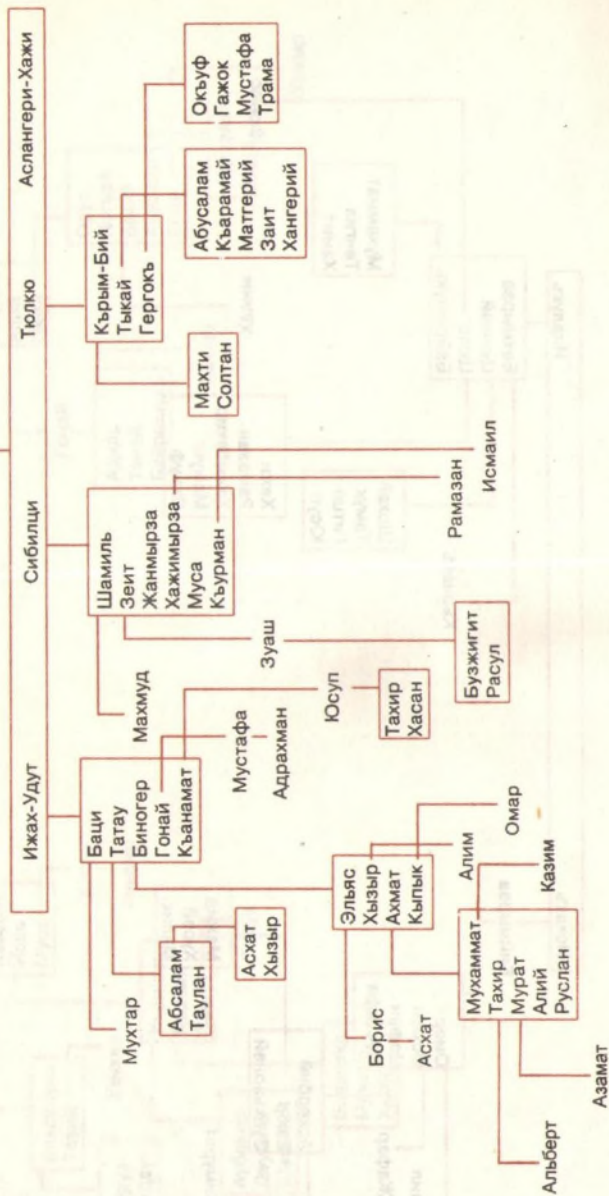 Ижах-Удут Сибилци Тюлкю Аслангери-Хажи
Баци
Татау
Биногер
Гонай
Къанамат
Шамиль
Зеит
Жанмырза
Хажимырза
Муса
Къурман
Кърым-Бий
Тыкай
Гергокъ
Мухтар
Абсалам
Таулан
Асхат
Хызыр
Мустафа
Адрахман
Юсуп
Тахир
Хасан
Махмуд
Зуаш
Бузжигит
Расул
Рамазан
Исмаил
Махти
Солтан
Абусалам
Къарамай
Матгерий
Заит
Хангерий
Окъуф
Гажок
Мустафа
Трама
Эльяс
Хызыр
Ахмат
Кыпык
Борис
Асхат
Алим
Омар
Мухаммат
Тахир
Мурат
Алий
Руслан
Казим
Альберт
Азамат